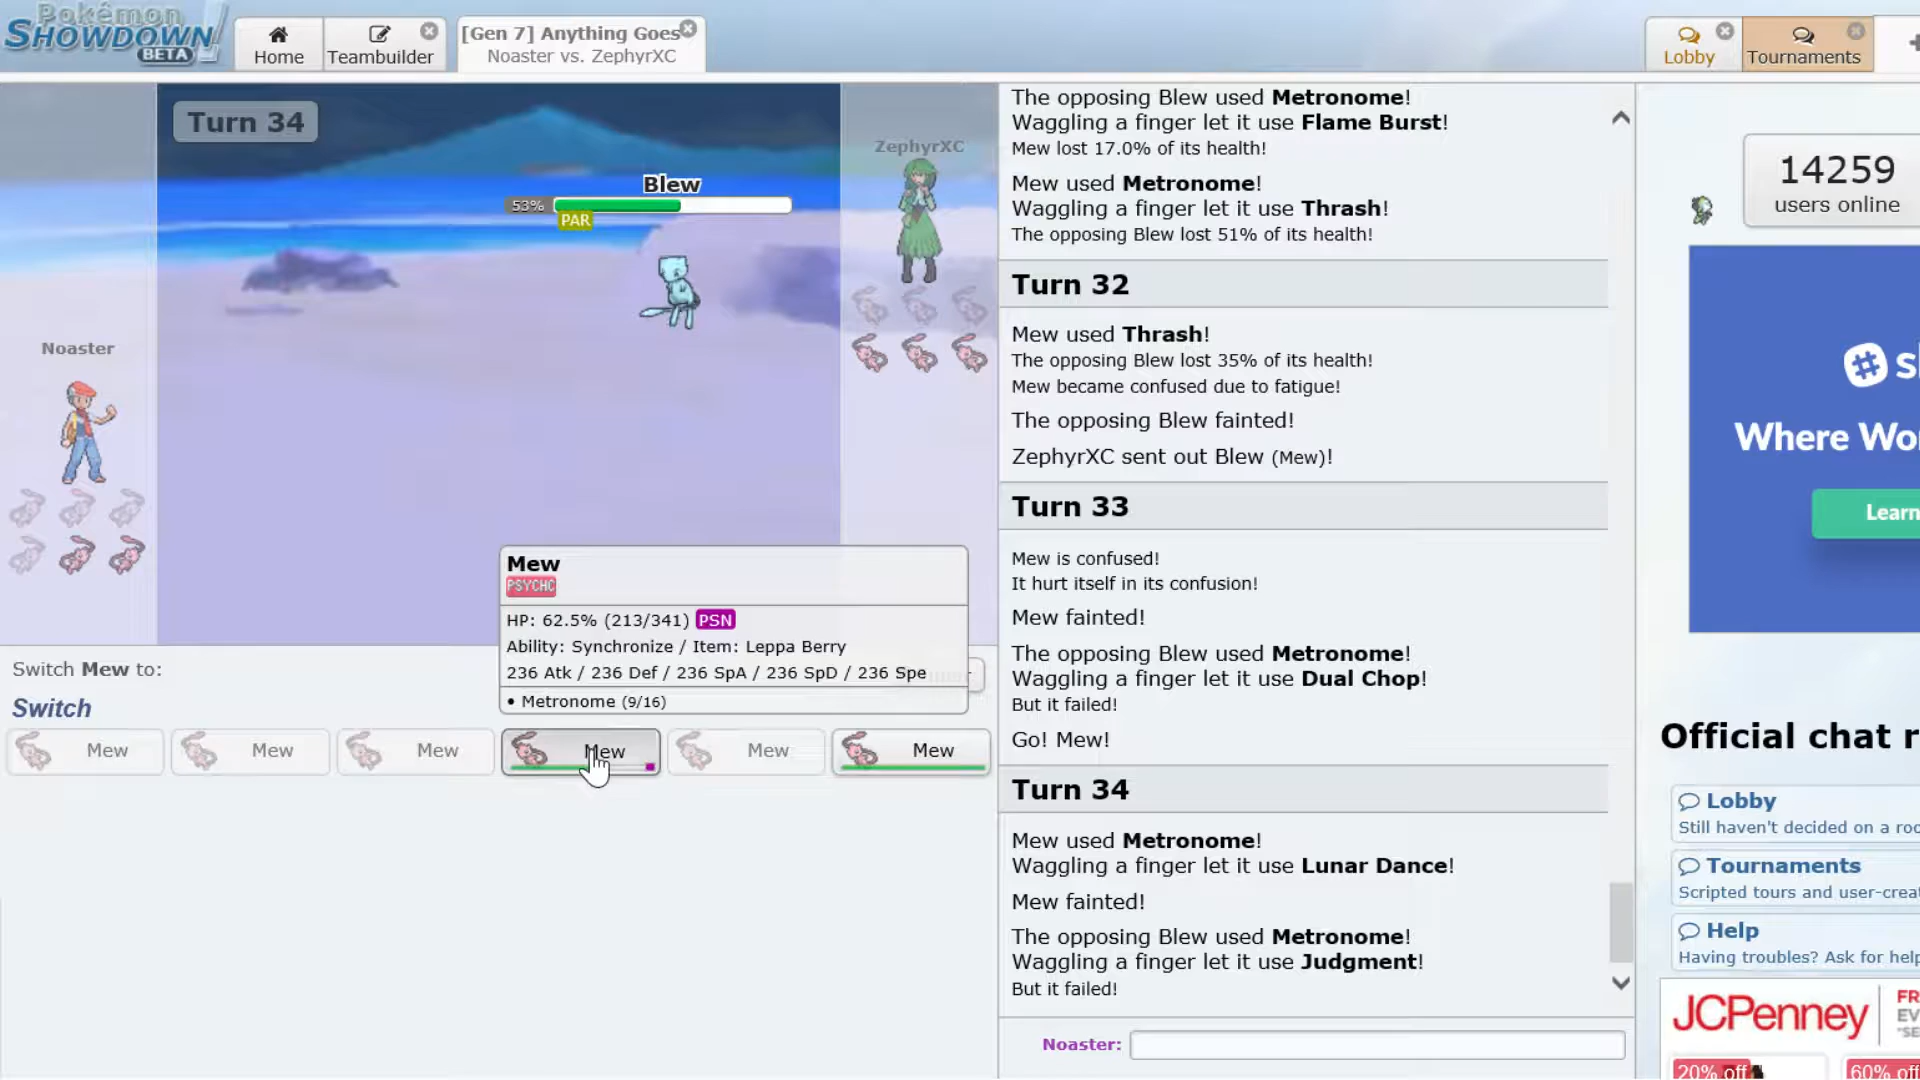 Pokémon
SHOWDOWN
BETA
Home
Teambuilder
[Gen 7] Anything Goes
Noaster vs. ZephyrXC
Lobby
Tournaments
Turn 34
Blew
53%
PAR
ZephyrXC
Noaster
Mew
PSYCHC
HP: 62.5% (213/341) PSN
Ability: Synchronize / Item: Leppa Berry
236 Atk / 236 Def / 236 SpA / 236 SpD / 236 Spe
• Metronome (9/16)
Switch Mew to:
Switch
Mew
Mew
Mew
Mew
Mew
Mew
The opposing Blew used Metronome!
Waggling a finger let it use Flame Burst!
Mew lost 17.0% of its health!
Mew used Metronome!
Waggling a finger let it use Thrash!
The opposing Blew lost 51% of its health!
Turn 32
Mew used Thrash!
The opposing Blew lost 35% of its health!
Mew became confused due to fatigue!
The opposing Blew fainted!
ZephyrXC sent out Blew (Mew)!
Turn 33
Mew is confused!
It hurt itself in its confusion!
Mew fainted!
The opposing Blew used Metronome!
Waggling a finger let it use Dual Chop!
But it failed!
Go! Mew!
Turn 34
Mew used Metronome!
Waggling a finger let it use Lunar Dance!
Mew fainted!
The opposing Blew used Metronome!
Waggling a finger let it use Judgment!
But it failed!
Noaster:
14259
users online
Where Wo
Learn
Official chat r
Lobby
Still haven't decided on a roo
Tournaments
Scripted tours and user-crea
Help
Having troubles? Ask for help
JCPenney
FR
EV
"SE
20% off
60% off